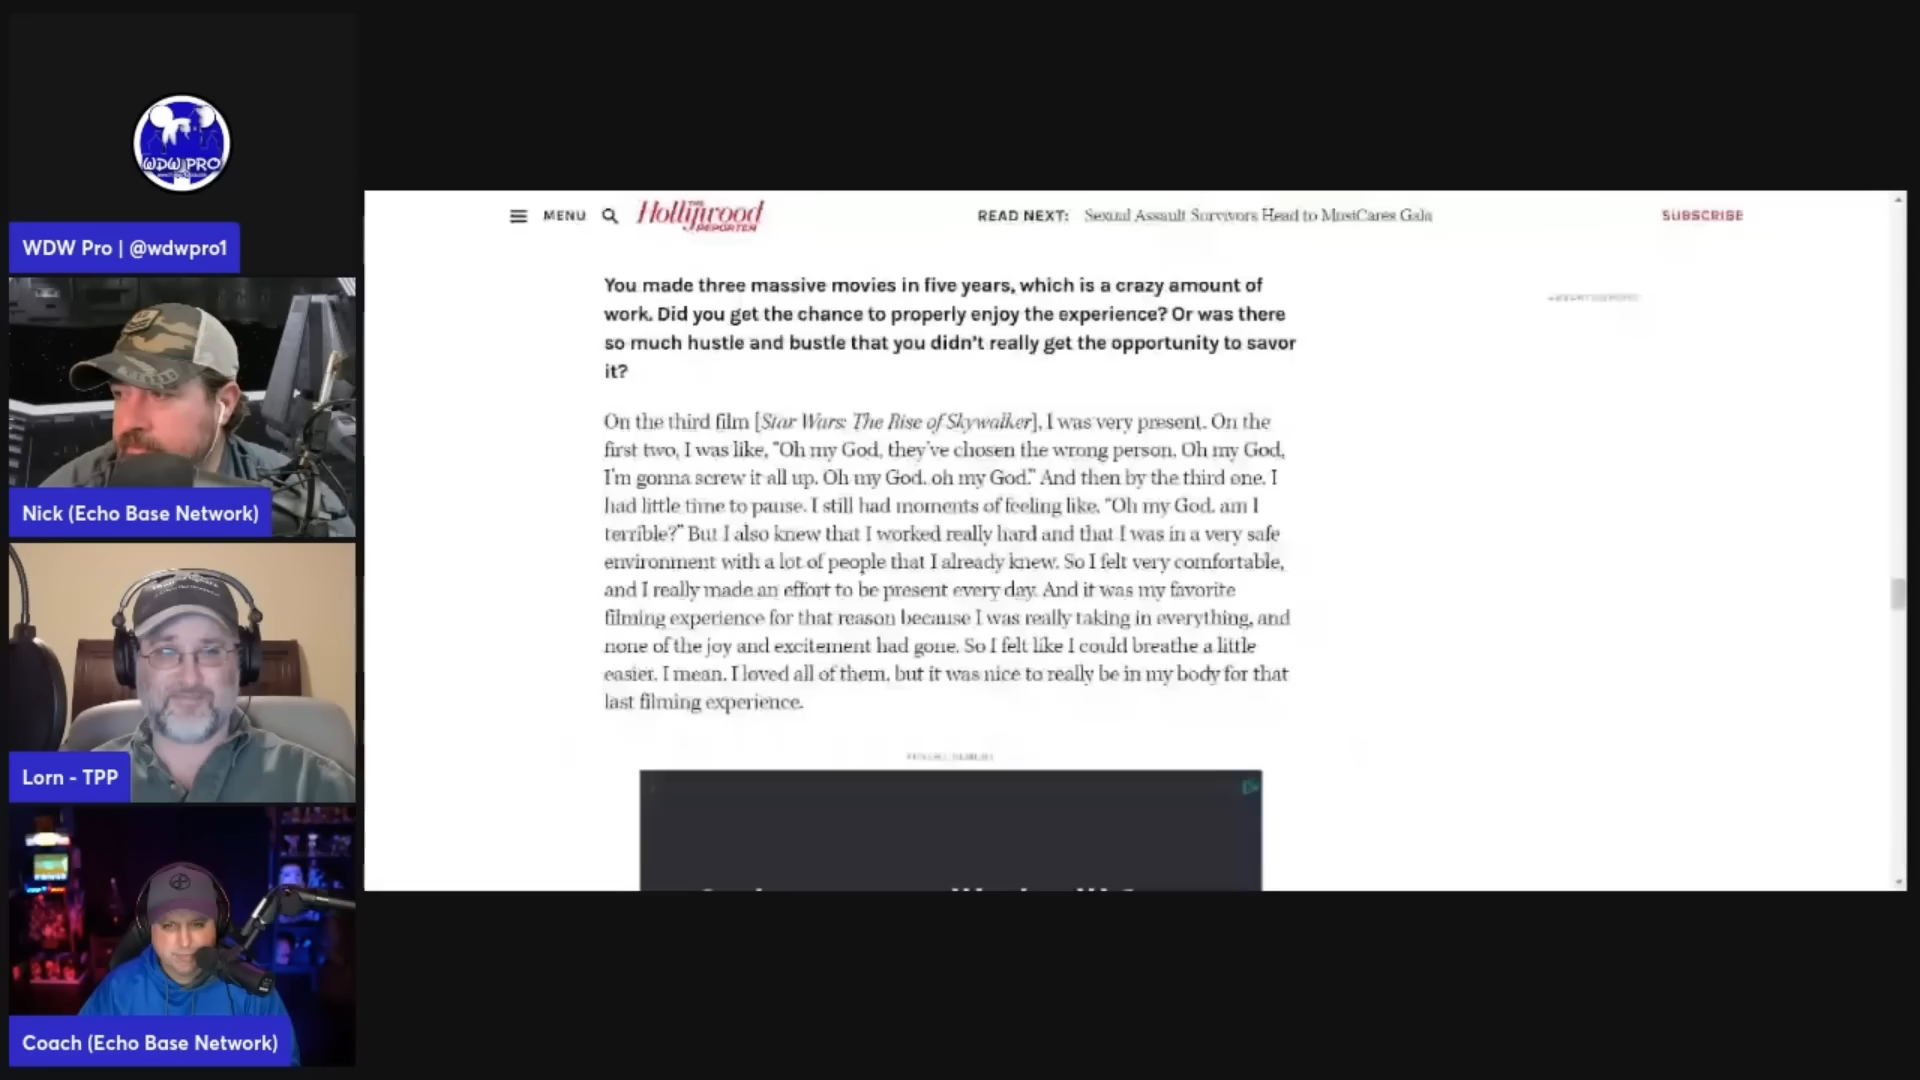 WDW PRO
WDW Pro | @wdwpro1
Nick (Echo Base Network)
Lorn - TPP
Coach (Echo Base Network)
MENU
THE
Hollywood
REPORTER
READ NEXT: Sexual Assault Survivors Head to MusiCares Gala
SUBSCRIBE
You made three massive movies in five years, which is a crazy amount of
work. Did you get the chance to properly enjoy the experience? Or was there
so much hustle and bustle that you didn't really get the opportunity to savor
it?
On the third film [Star Wars: The Rise of Skywalker], I was very present. On the
first two, I was like, "Oh my God, they've chosen the wrong person. Oh my God,
I'm gonna screw it all up. Oh my God, oh my God." And then by the third one, I
had little time to pause. I still had moments of feeling like, "Oh my God, am I
terrible?" But I also knew that I worked really hard and that I was in a very safe
environment with a lot of people that I already knew. So I felt very comfortable,
and I really made an effort to be present every day. And it was my favorite
filming experience for that reason because I was really taking in everything, and
none of the joy and excitement had gone. So I felt like I could breathe a little
easier. I mean, I loved all of them, but it was nice to really be in my body for that
last filming experience.